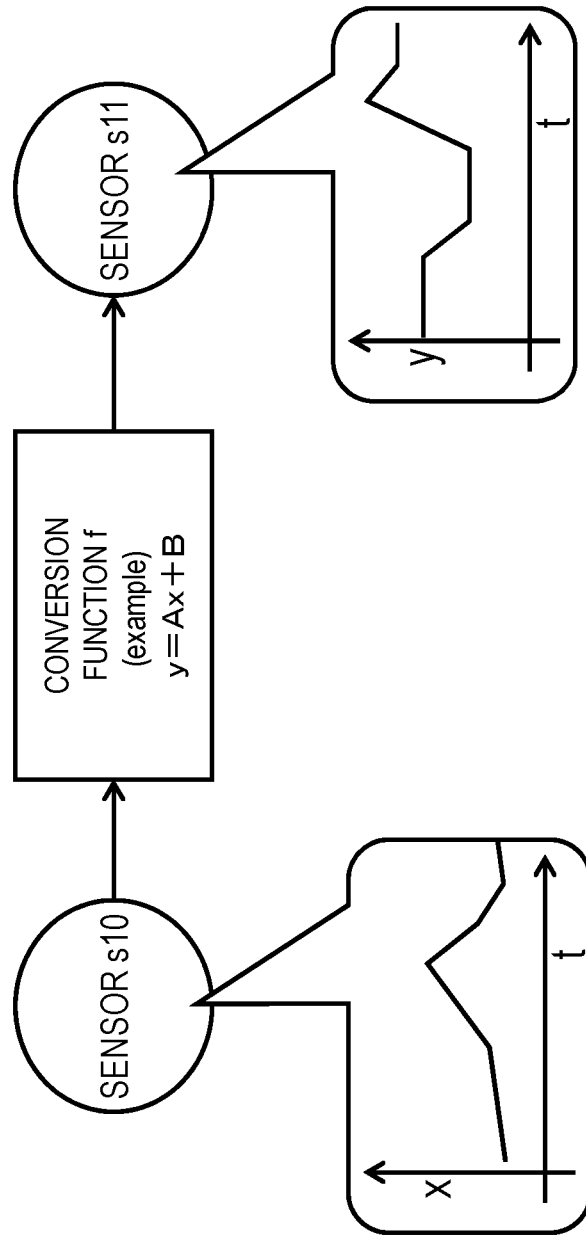 SENSOR s10
CONVERSION
FUNCTION f
(example)
y=Ax+B
SENSOR s11
x
t
y
t